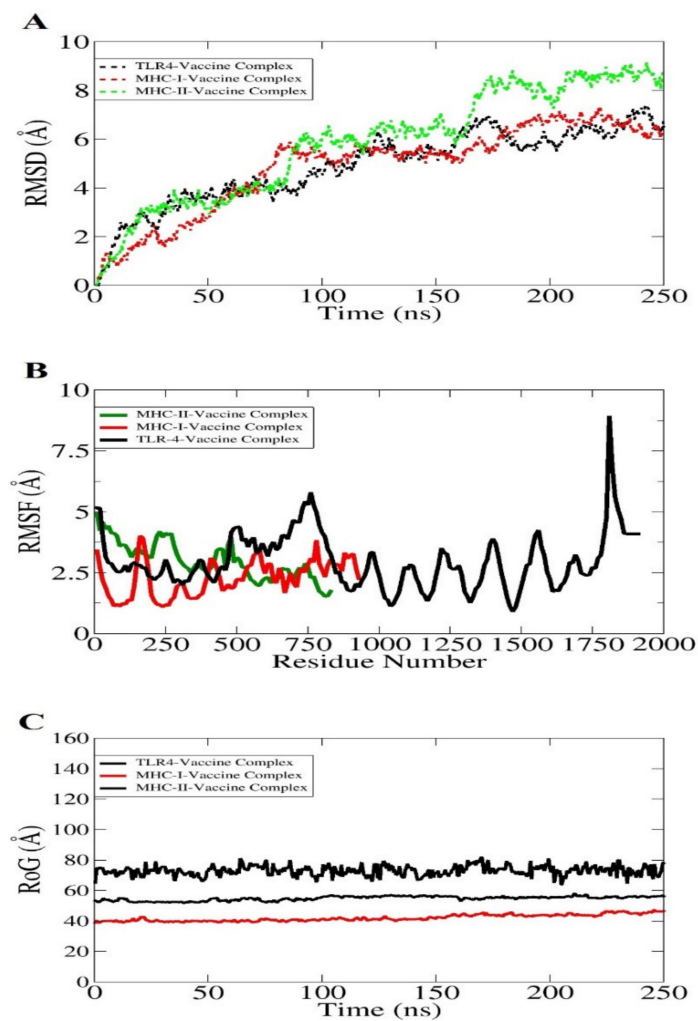 A
10
TLR4-Vaccine Complex
MHC-I-Vaccine Complex
MHC-II-Vaccine Complex
8
6
4
2
0
RMSD (Å)
0 50 100 150 200 250
Time (ns)
B
10
MHC-II-Vaccine Complex
MHC-I-Vaccine Complex
TLR-4-Vaccine Complex
7.5
5
2.5
0
RMSF (Å)
0 250 500 750 1000 1250 1500 1750 2000
Residue Number
C
160
TLR4-Vaccine Complex
MHC-I-Vaccine Complex
MHC-II-Vaccine Complex
140
120
100
80
60
40
20
0
RoG (Å)
0 50 100 150 200 250
Time (ns)